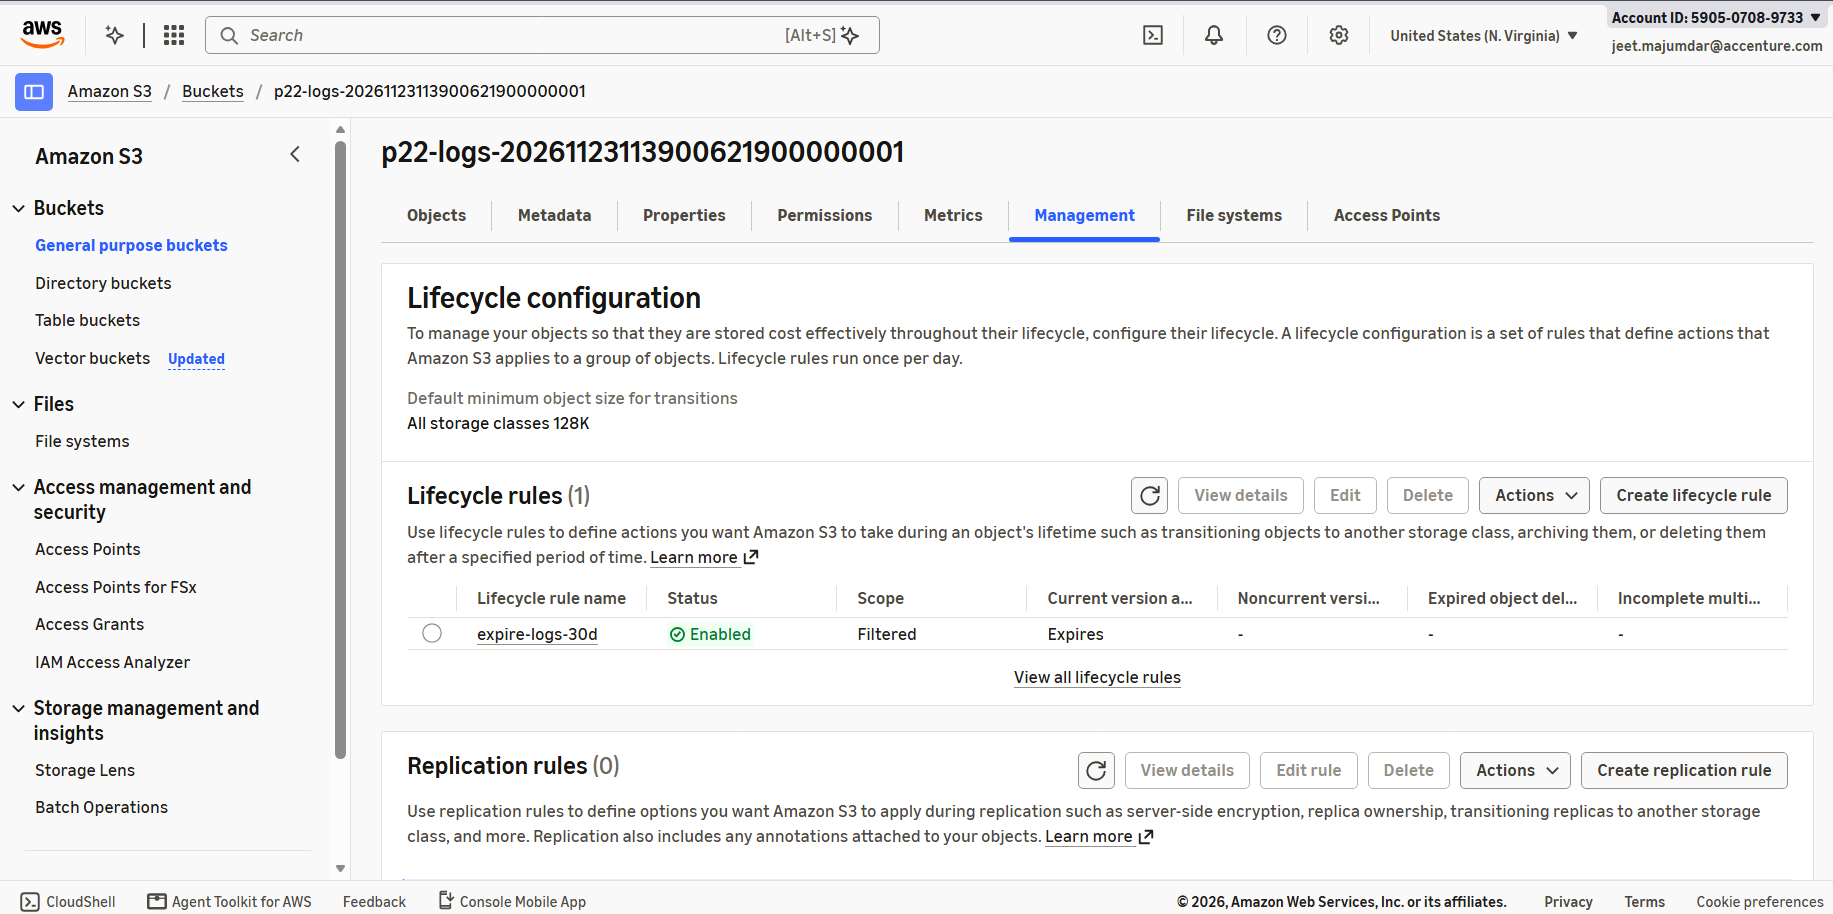 aws
Search
[Alt+S]
United States (N. Virginia)
Account ID: 5905-0708-9733
jeet.majumdar@accenture.com
Amazon S3 / Buckets / p22-logs-20261123113900621900000001
Amazon S3
Buckets
General purpose buckets
Directory buckets
Table buckets
Vector buckets Updated
Files
File systems
Access management and
security
Access Points
Access Points for FSx
Access Grants
IAM Access Analyzer
Storage management and
insights
Storage Lens
Batch Operations
p22-logs-20261123113900621900000001
Objects Metadata Properties Permissions Metrics Management File systems Access Points
Lifecycle configuration
To manage your objects so that they are stored cost effectively throughout their lifecycle, configure their lifecycle. A lifecycle configuration is a set of rules that define actions that
Amazon S3 applies to a group of objects. Lifecycle rules run once per day.
Default minimum object size for transitions
All storage classes 128K
Lifecycle rules (1)
View details Edit Delete Actions Create lifecycle rule
Use lifecycle rules to define actions you want Amazon S3 to take during an object's lifetime such as transitioning objects to another storage class, archiving them, or deleting them
after a specified period of time. Learn more
Lifecycle rule name Status Scope Current version a... Noncurrent versi... Expired object del... Incomplete multi...
expire-logs-30d Enabled Filtered Expires - - -
View all lifecycle rules
Replication rules (0)
View details Edit rule Delete Actions Create replication rule
Use replication rules to define options you want Amazon S3 to apply during replication such as server-side encryption, replica ownership, transitioning replicas to another storage
class, and more. Replication also includes any annotations attached to your objects. Learn more
CloudShell Agent Toolkit for AWS Feedback Console Mobile App © 2026, Amazon Web Services, Inc. or its affiliates. Privacy Terms Cookie preferences